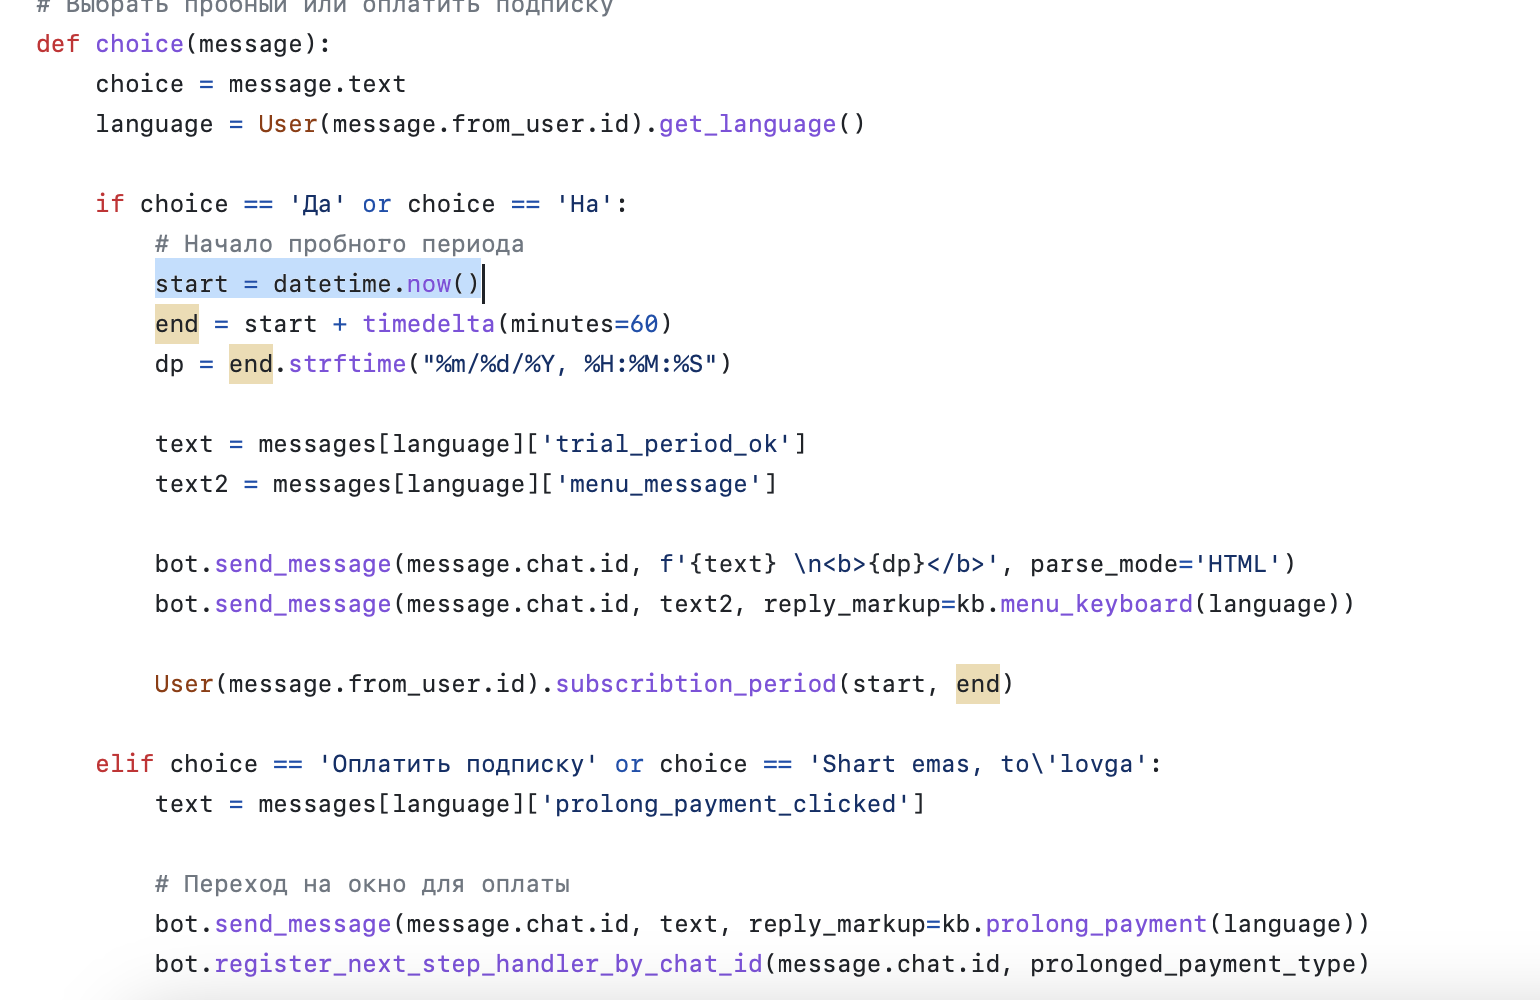 # Выбрать пробный или оплатить подписку
def choice(message):
choice = message.text
language = User(message.from_user.id).get_language()
if choice == 'Да' or choice == 'Ha':
# Начало пробного периода
start = datetime.now()
end = start + timedelta(minutes=60)
dp = end.strftime("%m/%d/%Y, %H:%M:%S")
text = messages[language]['trial_period_ok']
text2 = messages[language]['menu_message']
bot.send_message(message.chat.id, f'{text} \n<b>{dp}</b>', parse_mode='HTML')
bot.send_message(message.chat.id, text2, reply_markup=kb.menu_keyboard(language))
User(message.from_user.id).subscribtion_period(start, end)
elif choice == 'Оплатить подписку' or choice == 'Shart emas, to\'lovga':
text = messages[language]['prolong_payment_clicked']
# Переход на окно для оплаты
bot.send_message(message.chat.id, text, reply_markup=kb.prolong_payment(language))
bot.register_next_step_handler_by_chat_id(message.chat.id, prolonged_payment_type)